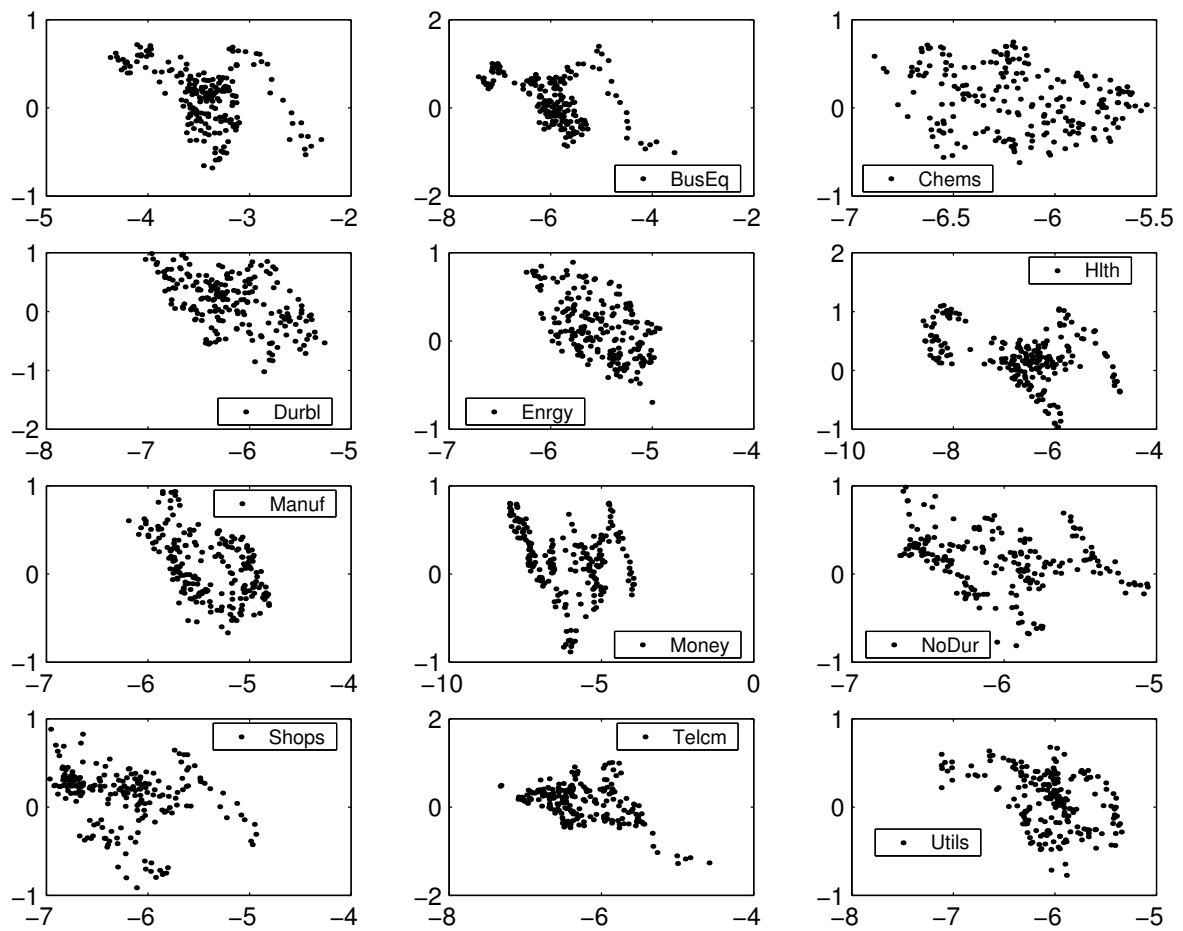 1
0
−1
−5 −4 −3 −2
2
1
0
−2
−8 −6 −4 −2
BusEq
1
0
−1
−7 −6.5 −6 −5.5
Chems
1
0
−1
−2
−8 −7 −6 −5
Durbl
1
0
−1
−7 −6 −5 −4
Enrgy
2
1
0
−1
−10 −8 −6 −4
Hlth
1
0
−1
−7 −6 −5 −4
Manuf
1
0
−1
−10 −5 0
Money
1
0
−1
−7 −6 −5
NoDur
1
0
−1
−7 −6 −5 −4
Shops
2
0
−2
−8 −6 −4
Telcm
1
0
−1
−8 −7 −6 −5
Utils